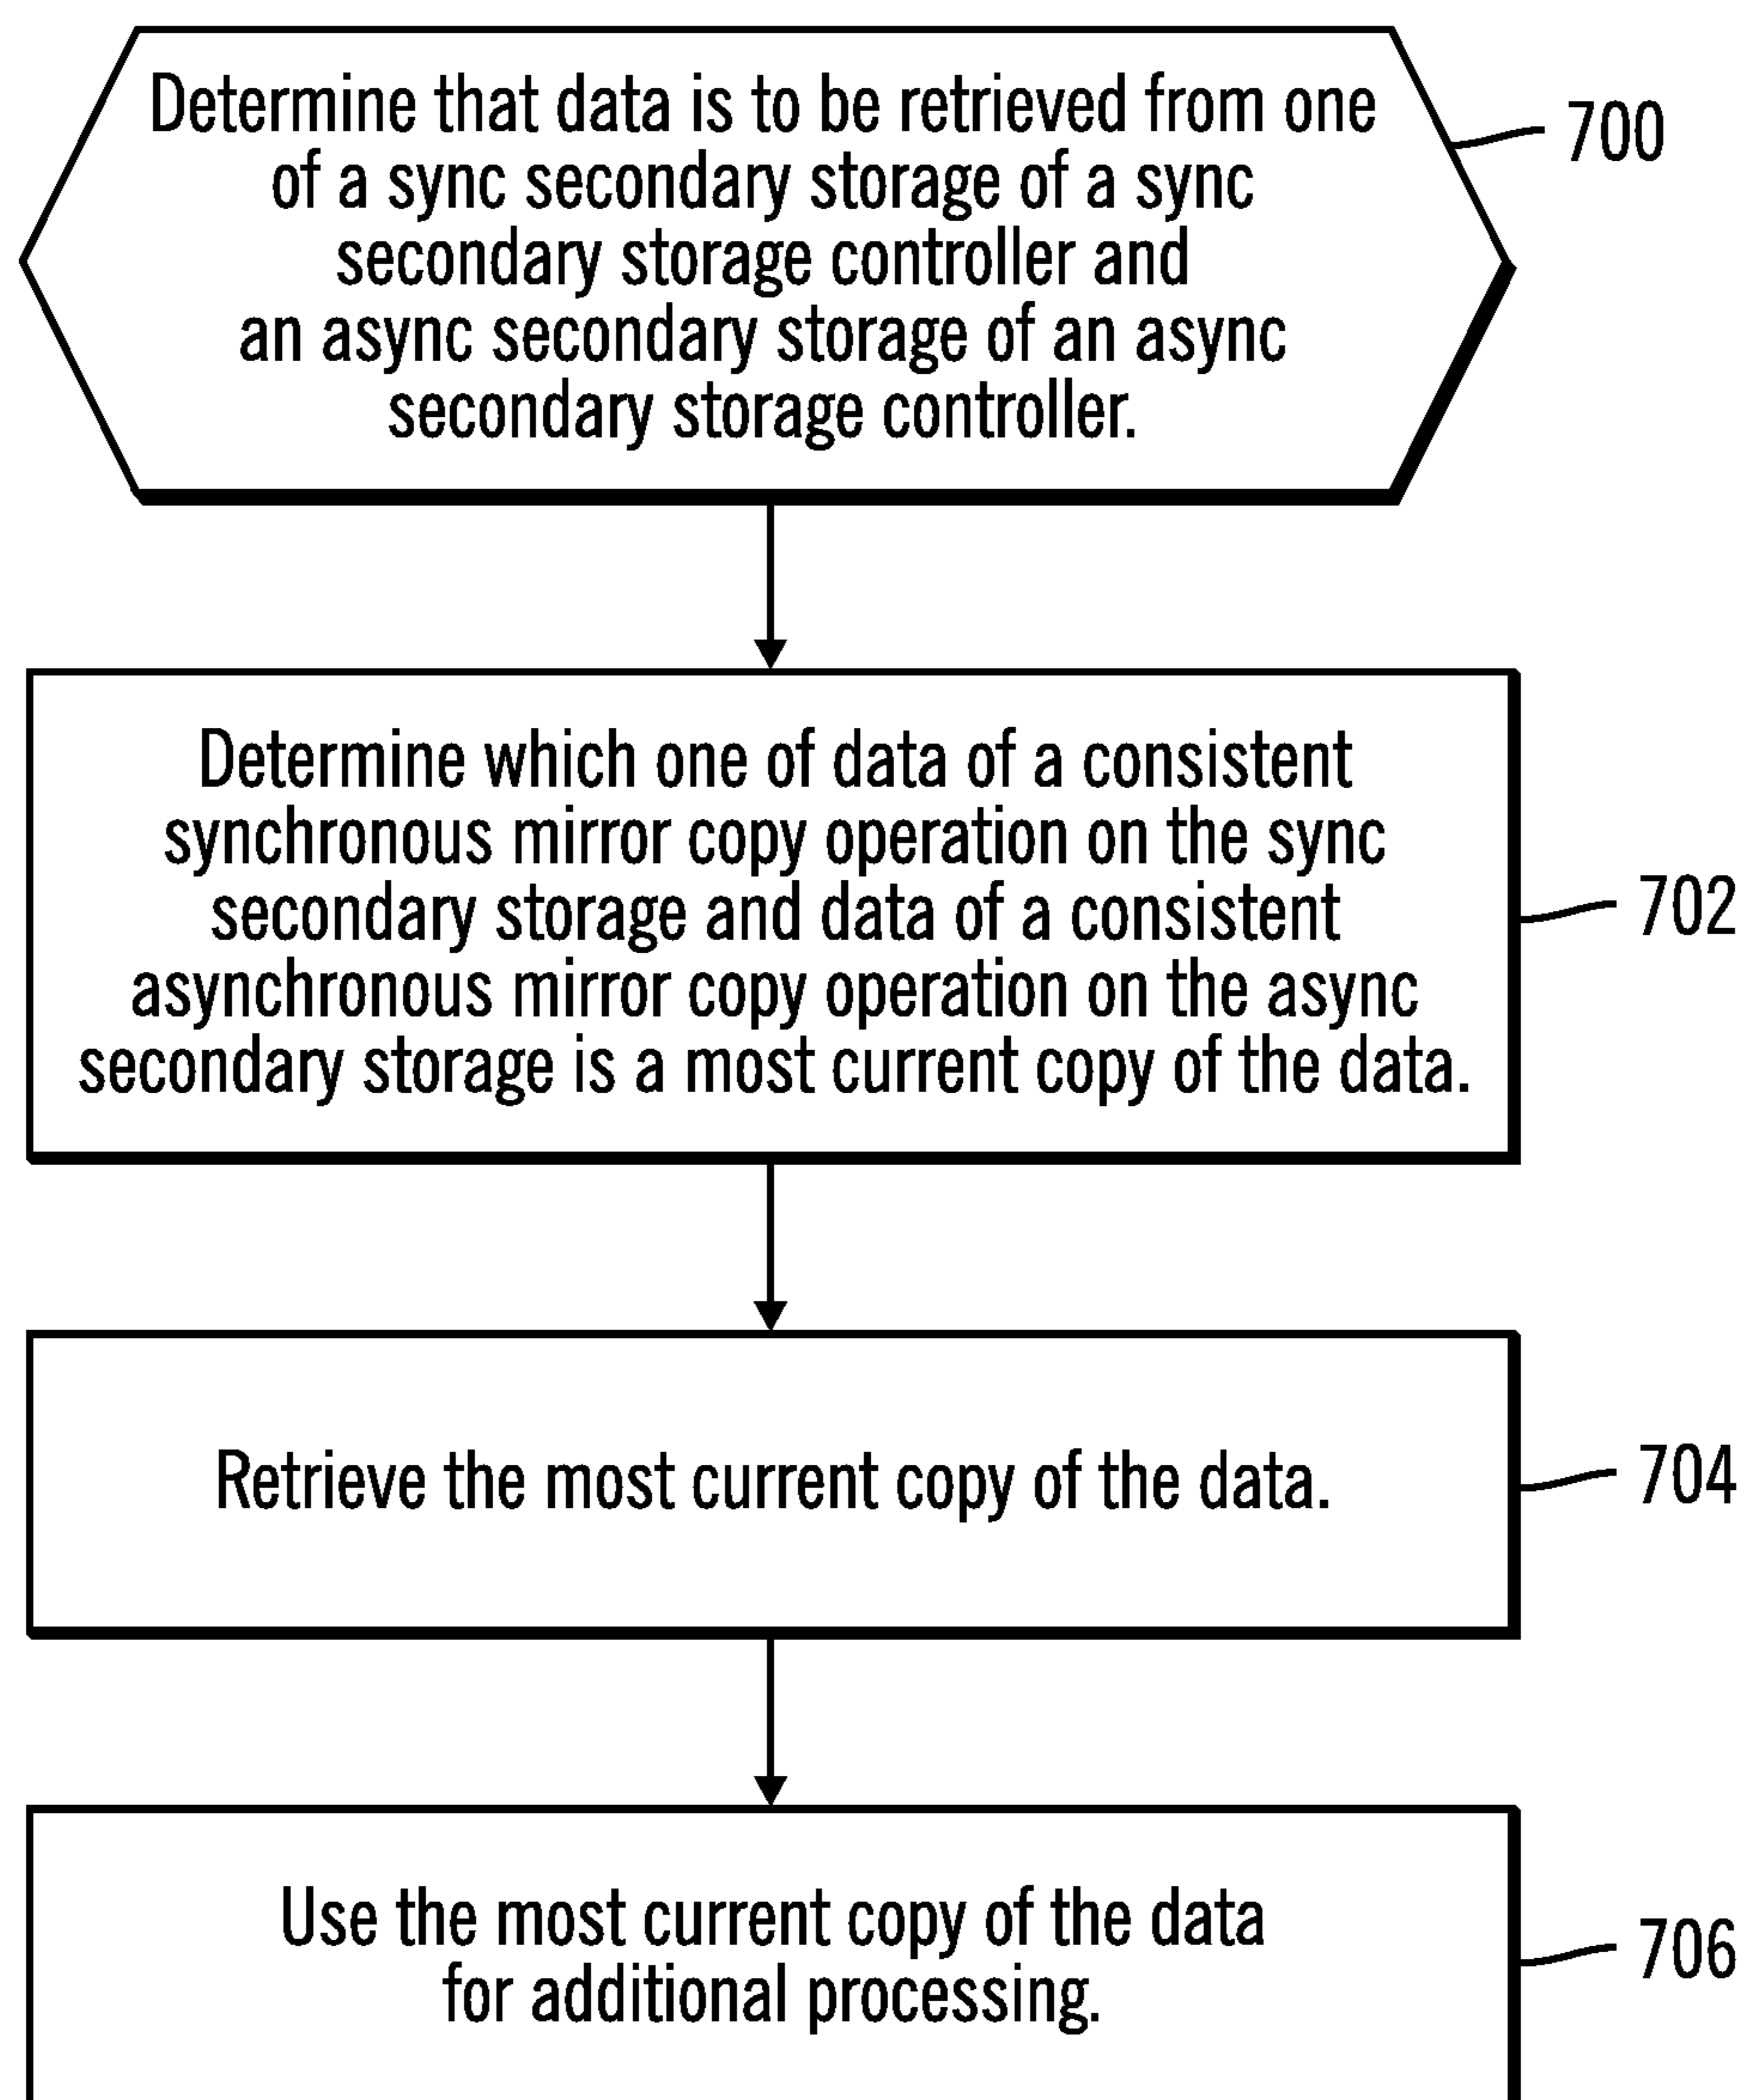 Determine that data is to be retrieved from one
of a sync secondary storage of a sync
secondary storage controller and
an async secondary storage of an async
secondary storage controller.
700
Determine which one of data of a consistent
synchronous mirror copy operation on the sync
secondary storage and data of a consistent
asynchronous mirror copy operation on the async
secondary storage is a most current copy of the data.
702
Retrieve the most current copy of the data.
704
Use the most current copy of the data
for additional processing.
706